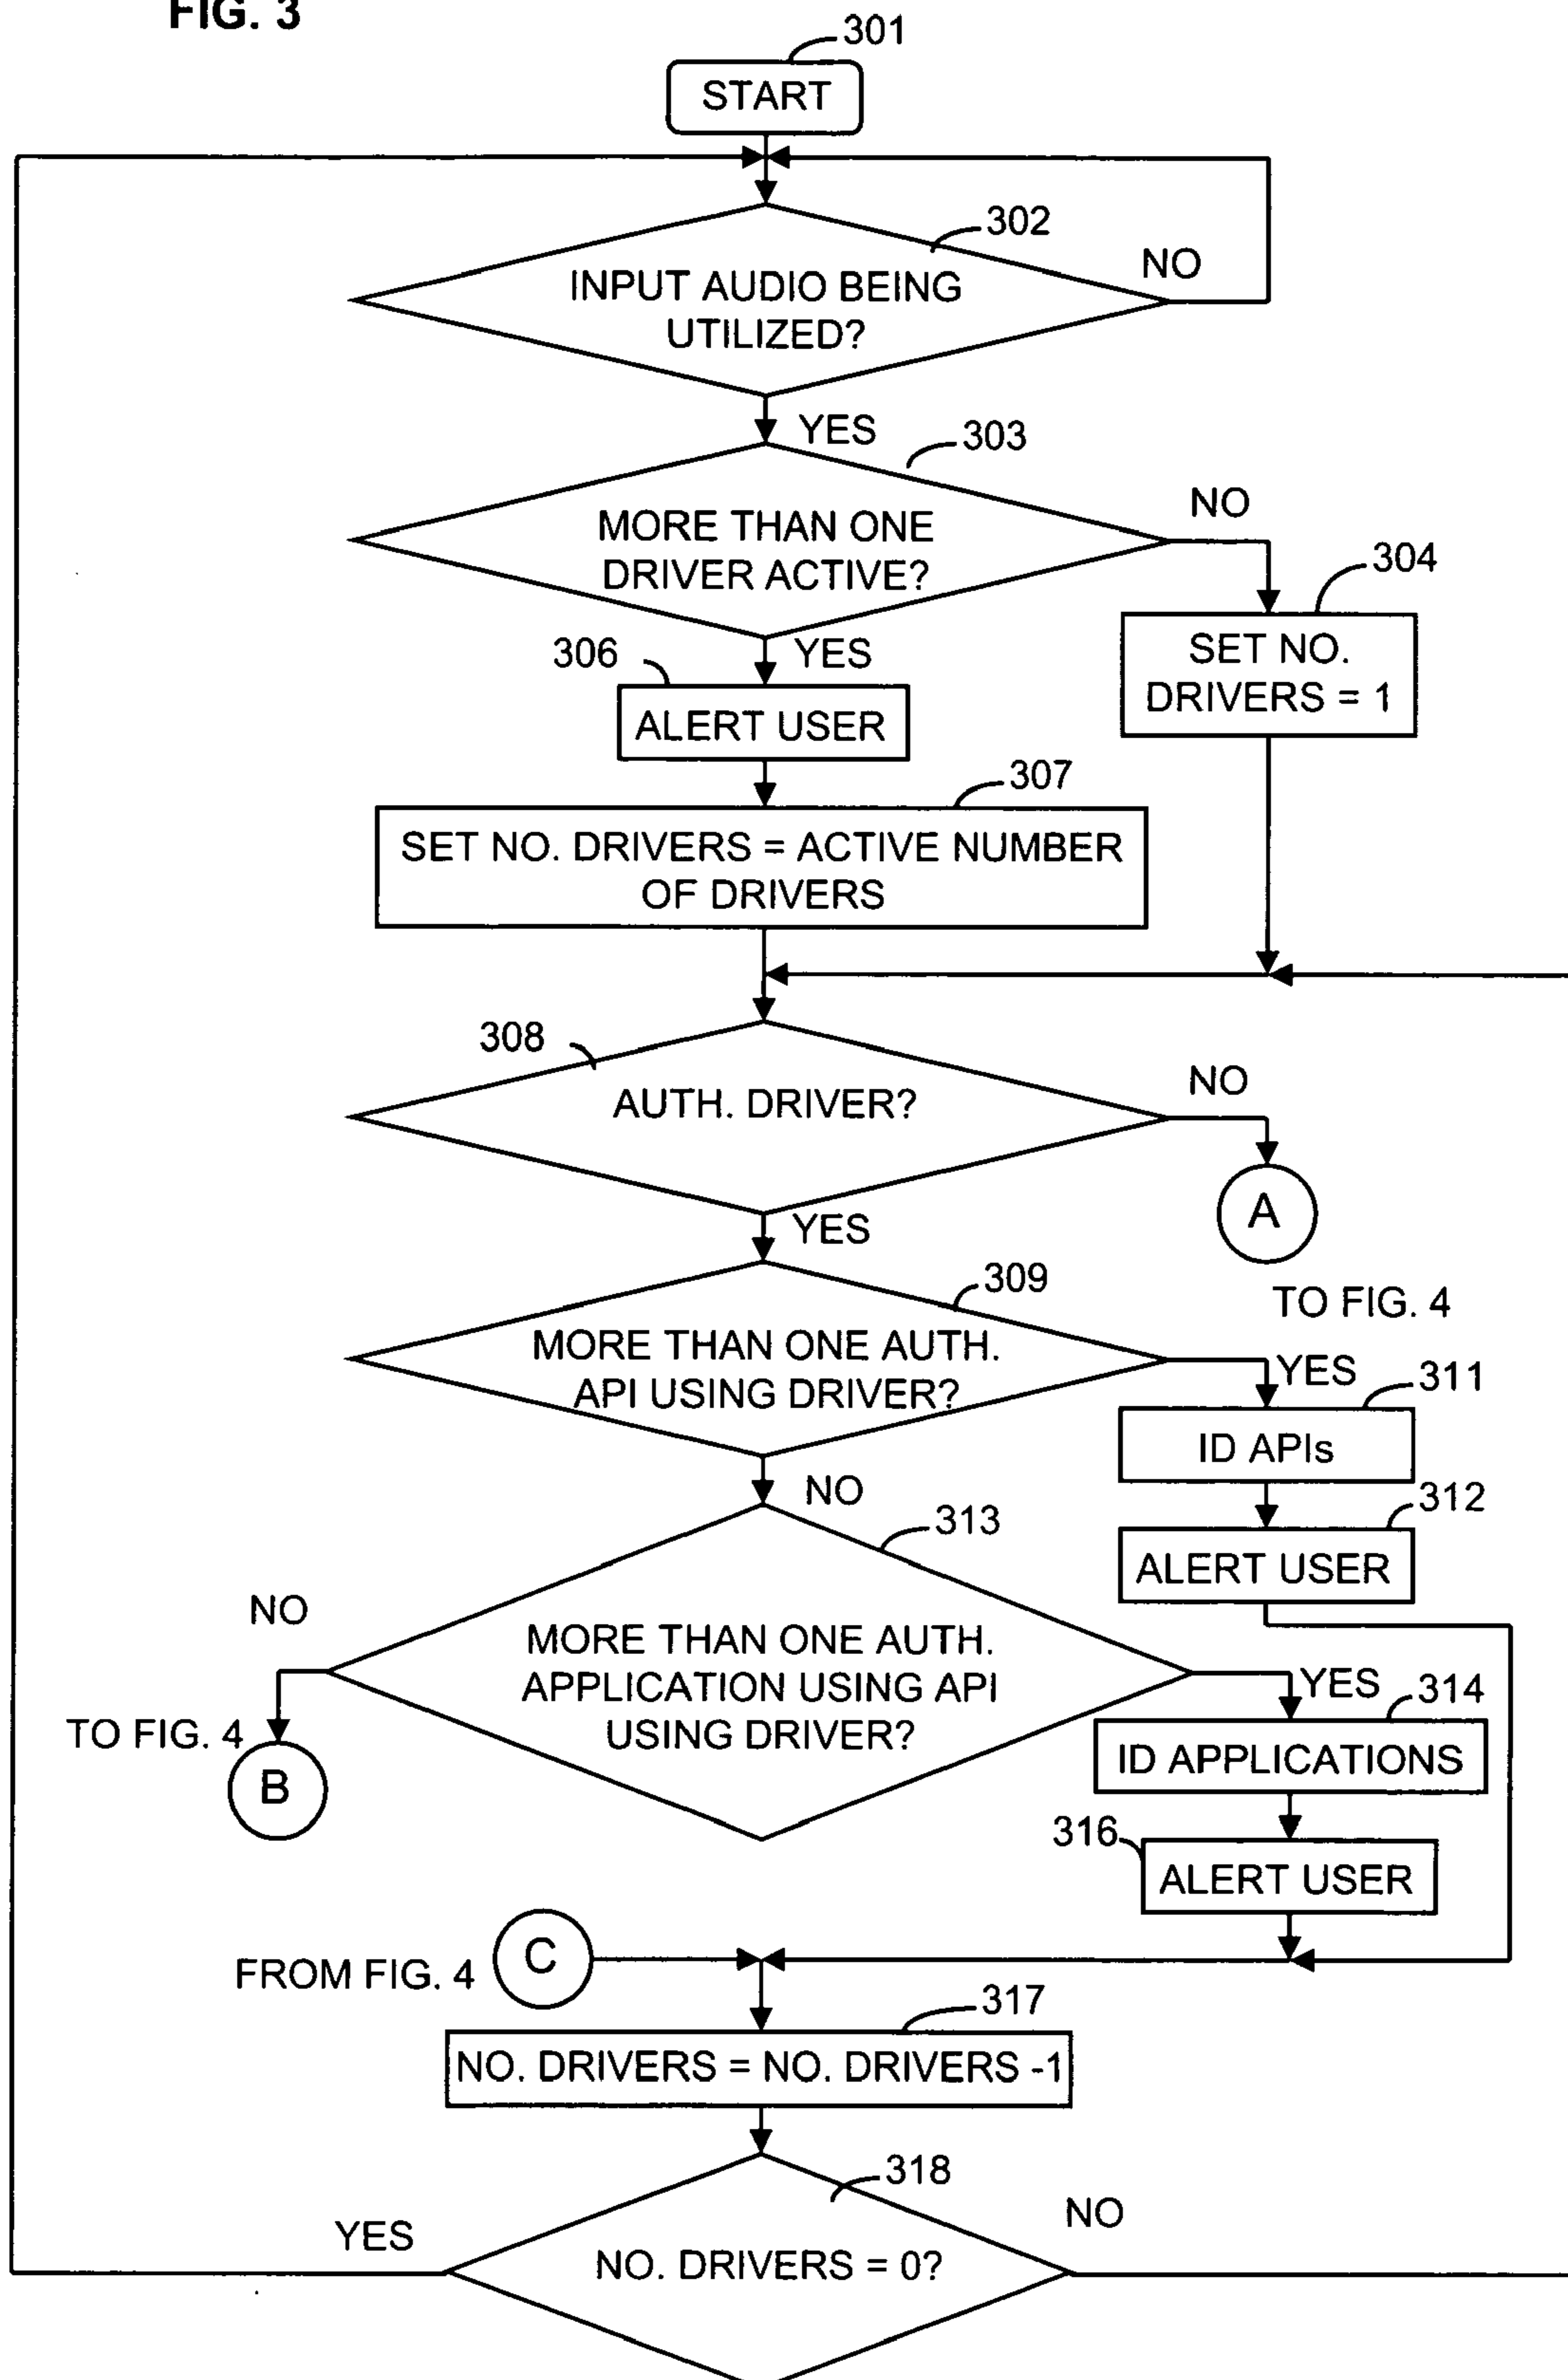 FIG. 3
301
START
302
NO
INPUT AUDIO BEING
UTILIZED?
YES
303
NO
MORE THAN ONE
DRIVER ACTIVE?
304
SET NO.
DRIVERS = 1
306
YES
ALERT USER
307
SET NO. DRIVERS = ACTIVE NUMBER
OF DRIVERS
308
NO
AUTH. DRIVER?
A
YES
309
TO FIG. 4
MORE THAN ONE AUTH.
API USING DRIVER?
YES
311
ID APIs
NO
312
ALERT USER
313
NO
MORE THAN ONE AUTH.
APPLICATION USING API
USING DRIVER?
YES
314
TO FIG. 4
B
ID APPLICATIONS
316
ALERT USER
FROM FIG. 4
C
317
NO. DRIVERS = NO. DRIVERS -1
318
YES
NO
NO. DRIVERS = 0?